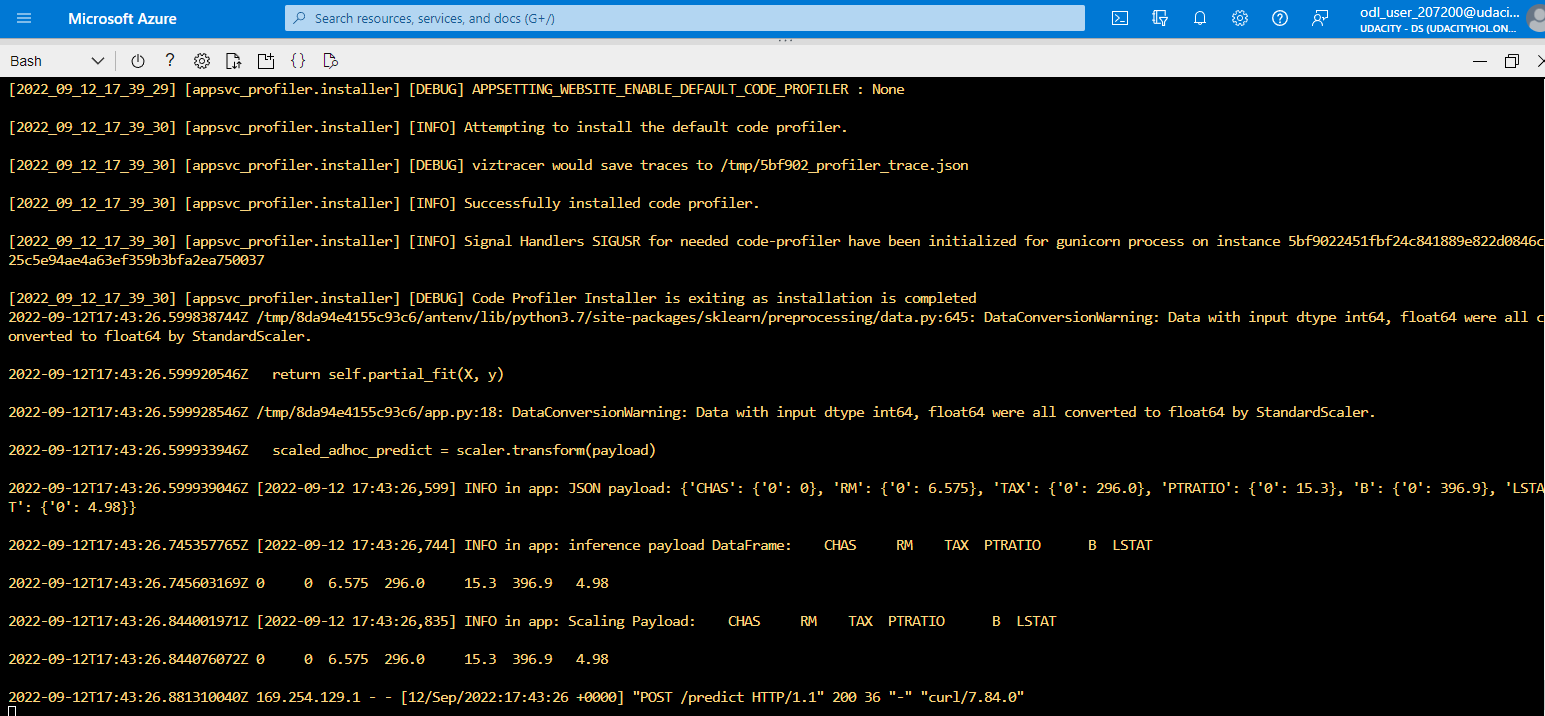 Microsoft Azure
Search resources, services, and docs (G+/)
odl_user_207200@udaci...
UDACITY - DS (UDACITYHOL.ON...
Bash
[2022_09_12_17_39_29] [appsvc_profiler.installer] [DEBUG] APPSETTING_WEBSITE_ENABLE_DEFAULT_CODE_PROFILER : None
[2022_09_12_17_39_30] [appsvc_profiler.installer] [INFO] Attempting to install the default code profiler.
[2022_09_12_17_39_30] [appsvc_profiler.installer] [DEBUG] viztracer would save traces to /tmp/5bf902_profiler_trace.json
[2022_09_12_17_39_30] [appsvc_profiler.installer] [INFO] Successfully installed code profiler.
[2022_09_12_17_39_30] [appsvc_profiler.installer] [INFO] Signal Handlers SIGUSR for needed code-profiler have been initialized for gunicorn process on instance 5bf9022451fbf24c841889e822d0846c
25c5e94ae4a63ef359b3bfa2ea750037
[2022_09_12_17_39_30] [appsvc_profiler.installer] [DEBUG] Code Profiler Installer is exiting as installation is completed
2022-09-12T17:43:26.599838744Z /tmp/8da94e4155c93c6/antenv/lib/python3.7/site-packages/sklearn/preprocessing/data.py:645: DataConversionWarning: Data with input dtype int64, float64 were all c
onverted to float64 by StandardScaler.
2022-09-12T17:43:26.599920546Z   return self.partial_fit(X, y)
2022-09-12T17:43:26.599928546Z /tmp/8da94e4155c93c6/app.py:18: DataConversionWarning: Data with input dtype int64, float64 were all converted to float64 by StandardScaler.
2022-09-12T17:43:26.599933946Z   scaled_adhoc_predict = scaler.transform(payload)
2022-09-12T17:43:26.599939046Z [2022-09-12 17:43:26,599] INFO in app: JSON payload: {'CHAS': {'0': 0}, 'RM': {'0': 6.575}, 'TAX': {'0': 296.0}, 'PTRATIO': {'0': 15.3}, 'B': {'0': 396.9}, 'LSTA
T': {'0': 4.98}}
2022-09-12T17:43:26.745357765Z [2022-09-12 17:43:26,744] INFO in app: inference payload DataFrame:    CHAS     RM    TAX  PTRATIO      B  LSTAT
2022-09-12T17:43:26.745603169Z 0     0  6.575  296.0     15.3  396.9   4.98
2022-09-12T17:43:26.844001971Z [2022-09-12 17:43:26,835] INFO in app: Scaling Payload:    CHAS     RM    TAX  PTRATIO      B  LSTAT
2022-09-12T17:43:26.844076072Z 0     0  6.575  296.0     15.3  396.9   4.98
2022-09-12T17:43:26.881310040Z 169.254.129.1 - - [12/Sep/2022:17:43:26 +0000] "POST /predict HTTP/1.1" 200 36 "-" "curl/7.84.0"